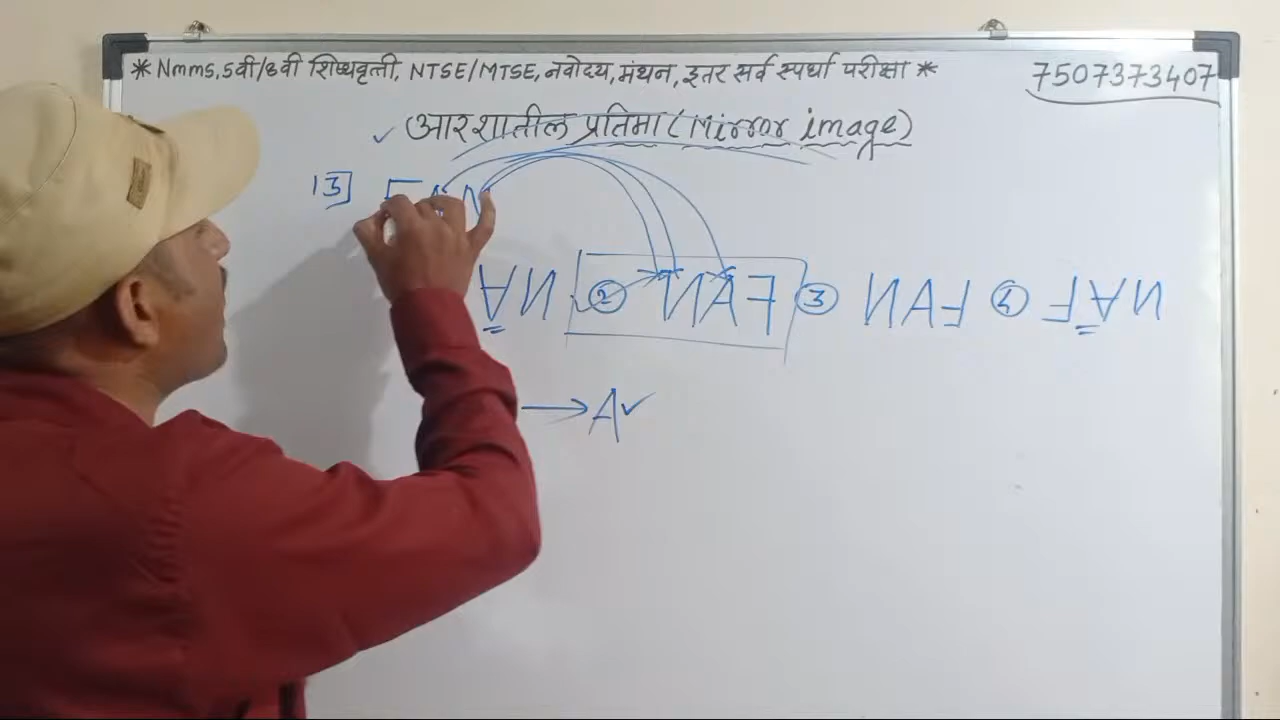 * Nmms, 5वी/8वी शिष्यवृत्ती, NTSE/MTSE, नवोदय, मंथन, इतर सर्व स्पर्धा परीक्षा *
7507373407
✓ आरशातील प्रतिमा (Mirror image)
13] FAN
② ③ ④
→ A✓